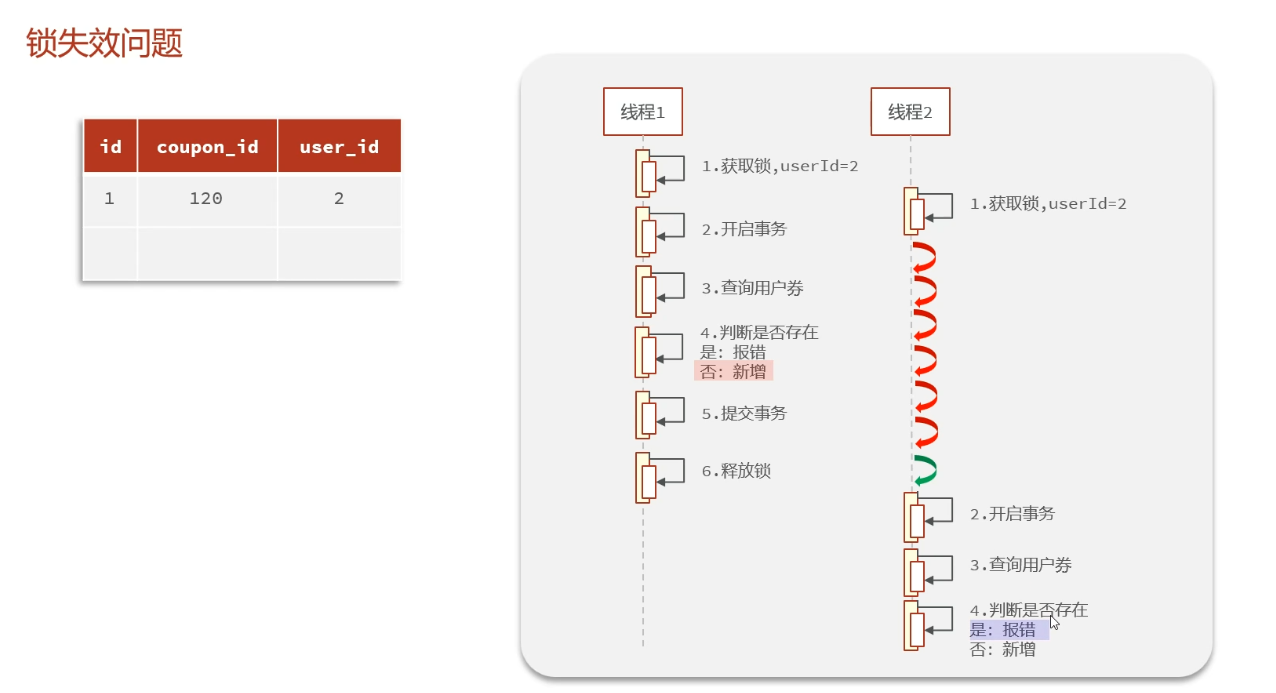 锁失效问题
id coupon_id user_id
1 120 2
线程1
1.获取锁,userId=2
2.开启事务
3.查询用户券
4.判断是否存在
是：报错
否：新增
5.提交事务
6.释放锁
线程2
1.获取锁,userId=2
2.开启事务
3.查询用户券
4.判断是否存在
是：报错
否：新增